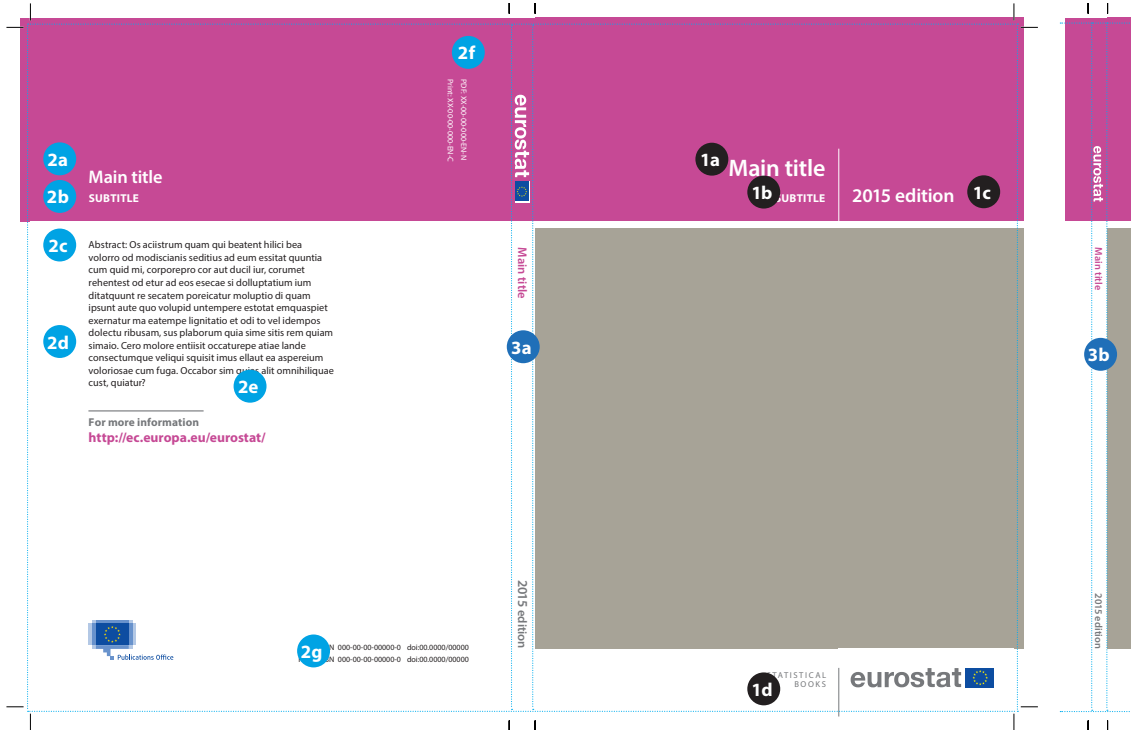 2f
PDF: XX-00-00-000-EN-N
Print: XX-00-00-000-EN-C
2a
Main title
2b
SUBTITLE
2c
Abstract: Os aciistrum quam qui beatent hilici bea
volorro od modiscianis seditius ad eum essitat quuntia
cum quid mi, corporepro cor aut ducil iur, corumet
rehentest od etur ad eos esecae si dolluptatium ium
ditatquunt re secatem poreicatur moluptio di quam
ipsunt aute quo volupid untempere estotat emquaspiet
exernatur ma eatempe lignitatio et odi to vel idempos
2d
dolectu ribusam, sus plaborum quia sime sitis rem quiam
simaio. Cero molore entiisit occaturepe atiae lande
consectumque veliqui squisit imus ellaut ea aspereium
voloriosae cum fuga. Occabor sim alit omnihiliquae
cust, quiatur?
2e
For more information
http://ec.europa.eu/eurostat/
Publications Office
2g
000-00-00-00000-0 doi:00.0000/00000
000-00-00-00000-0 doi:00.0000/00000
eurostat
Main title
3a
2015 edition
1a
Main title
1b
UBTITLE
2015 edition
1c
1d
TATISTICAL
BOOKS
eurostat
eurostat
Main title
3b
2015 edition